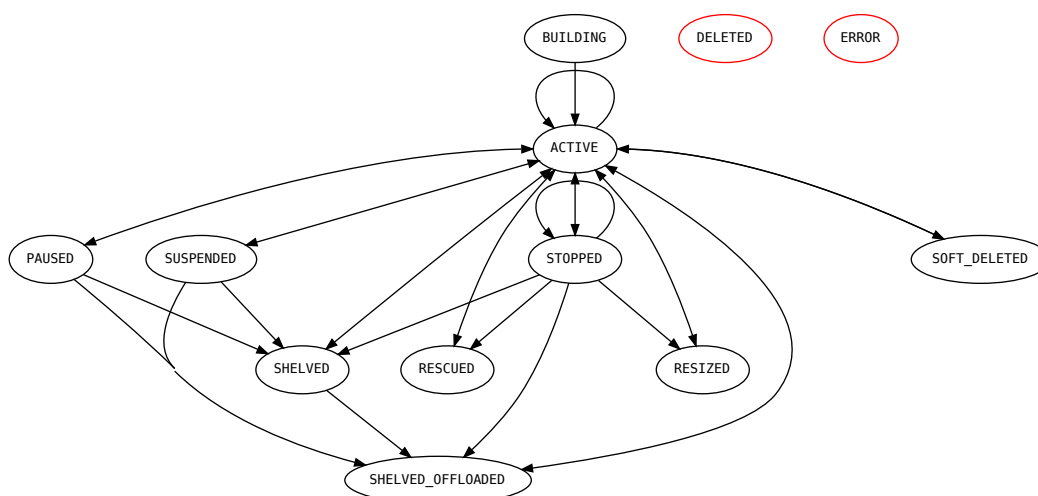 BUILDING
DELETED
ERROR
ACTIVE
PAUSED
SUSPENDED
STOPPED
SOFT_DELETED
SHELVED
RESCUED
RESIZED
SHELVED_OFFLOADED